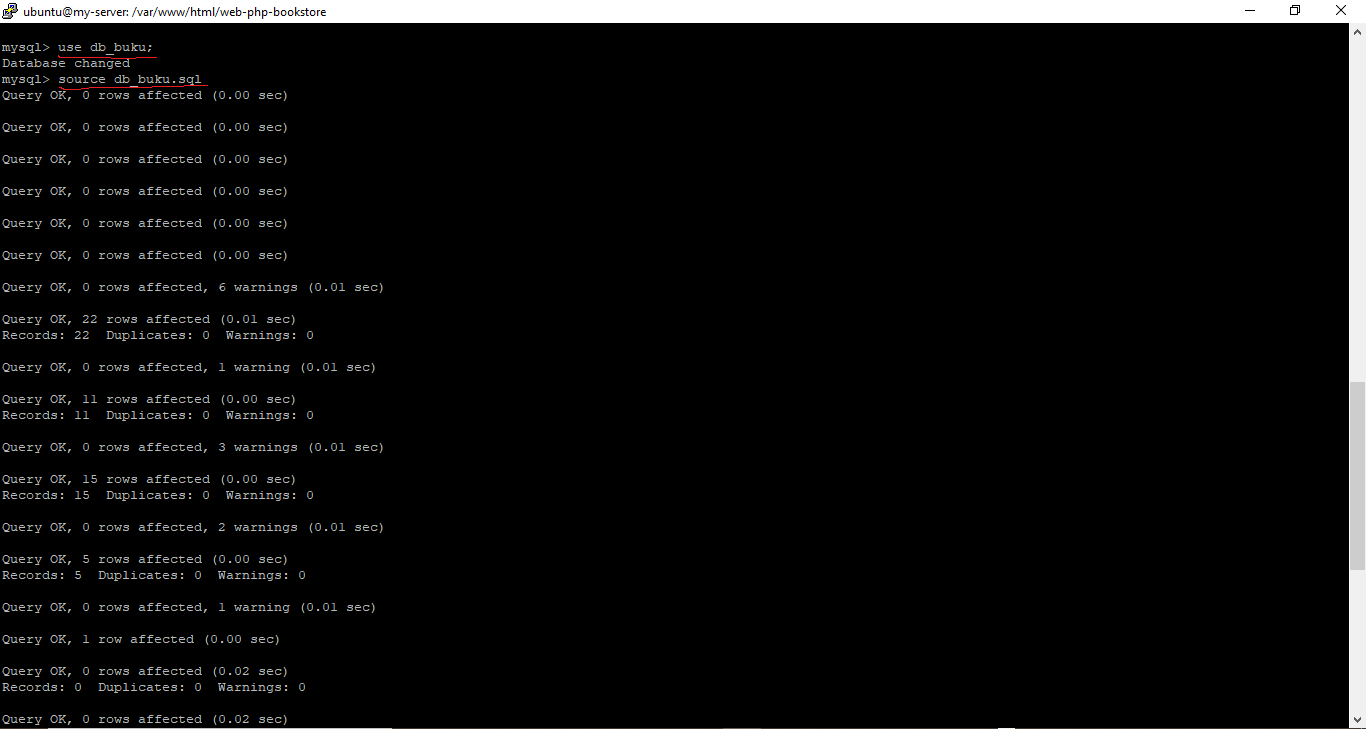 ubuntu@my-server: /var/www/html/web-php-bookstore
mysql> use db_buku;
Database changed
mysql> source db_buku.sql
Query OK, 0 rows affected (0.00 sec)
Query OK, 0 rows affected (0.00 sec)
Query OK, 0 rows affected (0.00 sec)
Query OK, 0 rows affected (0.00 sec)
Query OK, 0 rows affected (0.00 sec)
Query OK, 0 rows affected (0.00 sec)
Query OK, 0 rows affected, 6 warnings (0.01 sec)
Query OK, 22 rows affected (0.01 sec)
Records: 22  Duplicates: 0  Warnings: 0
Query OK, 0 rows affected, 1 warning (0.01 sec)
Query OK, 11 rows affected (0.00 sec)
Records: 11  Duplicates: 0  Warnings: 0
Query OK, 0 rows affected, 3 warnings (0.01 sec)
Query OK, 15 rows affected (0.00 sec)
Records: 15  Duplicates: 0  Warnings: 0
Query OK, 0 rows affected, 2 warnings (0.01 sec)
Query OK, 5 rows affected (0.00 sec)
Records: 5  Duplicates: 0  Warnings: 0
Query OK, 0 rows affected, 1 warning (0.01 sec)
Query OK, 1 row affected (0.00 sec)
Query OK, 0 rows affected (0.02 sec)
Records: 0  Duplicates: 0  Warnings: 0
Query OK, 0 rows affected (0.02 sec)